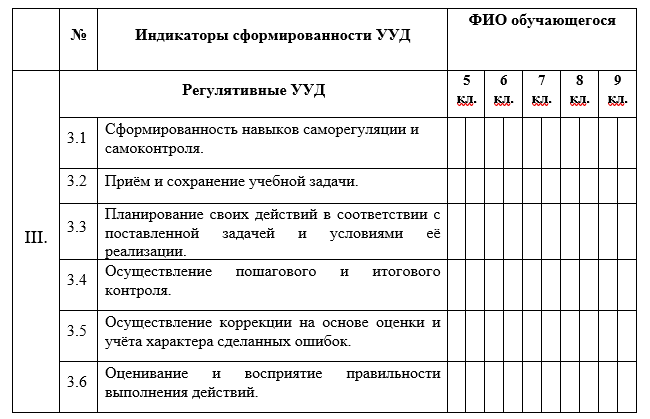 № Индикаторы сформированности УУД ФИО обучающегося
Регулятивные УУД 5 кл. 6 кл. 7 кл. 8 кл. 9 кл.
III.
3.1 Сформированность навыков саморегуляции и
самоконтроля.
3.2 Приём и сохранение учебной задачи.
3.3 Планирование своих действий в соответствии с
поставленной задачей и условиями её
реализации.
3.4 Осуществление пошагового и итогового
контроля.
3.5 Осуществление коррекции на основе оценки и
учёта характера сделанных ошибок.
3.6 Оценивание и восприятие правильности
выполнения действий.